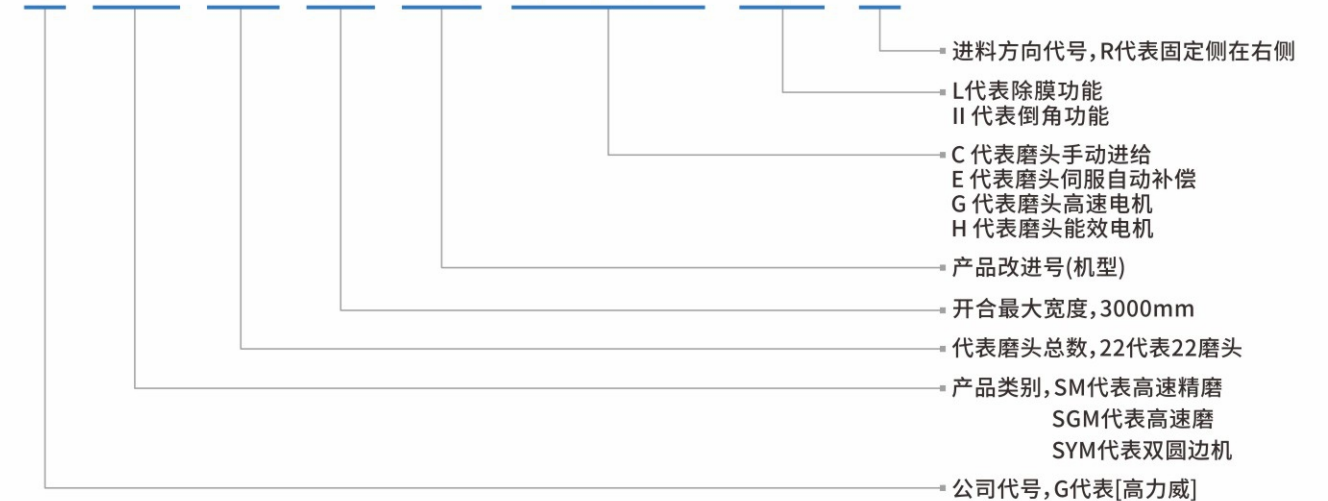 进料方向代号,R代表固定侧在右侧
L代表除膜功能
II 代表倒角功能
C 代表磨头手动进给
E 代表磨头伺服自动补偿
G 代表磨头高速电机
H 代表磨头能效电机
产品改进号(机型)
开合最大宽度,3000mm
代表磨头总数,22代表22磨头
产品类别,SM代表高速精磨
SGM代表高速磨
SYM代表双圆边机
公司代号,G代表[高力威]